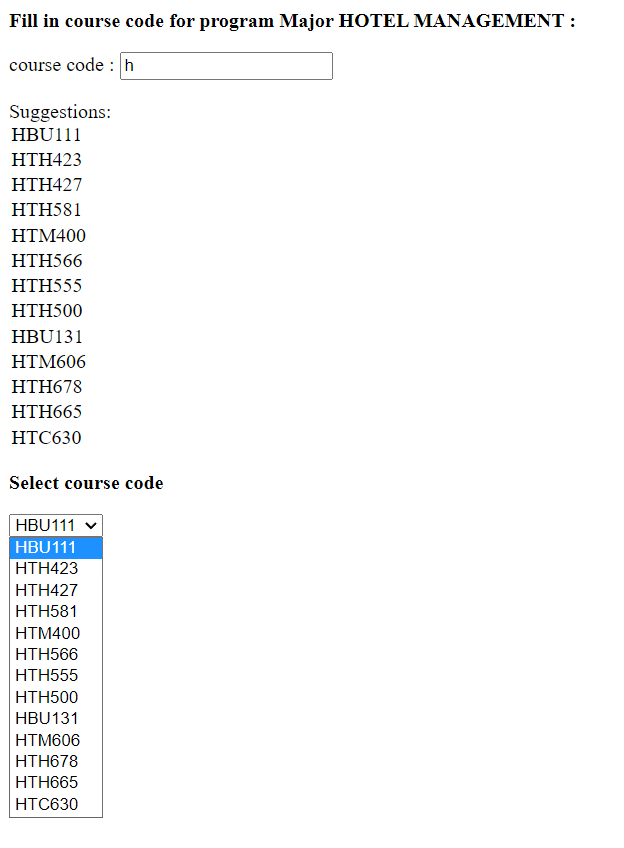 Fill in course code for program Major HOTEL MANAGEMENT :
course code : h
Suggestions:
HBU111
HTH423
HTH427
HTH581
HTM400
HTH566
HTH555
HTH500
HBU131
HTM606
HTH678
HTH665
HTC630
Select course code
HBU111
HBU111
HTH423
HTH427
HTH581
HTM400
HTH566
HTH555
HTH500
HBU131
HTM606
HTH678
HTH665
HTC630